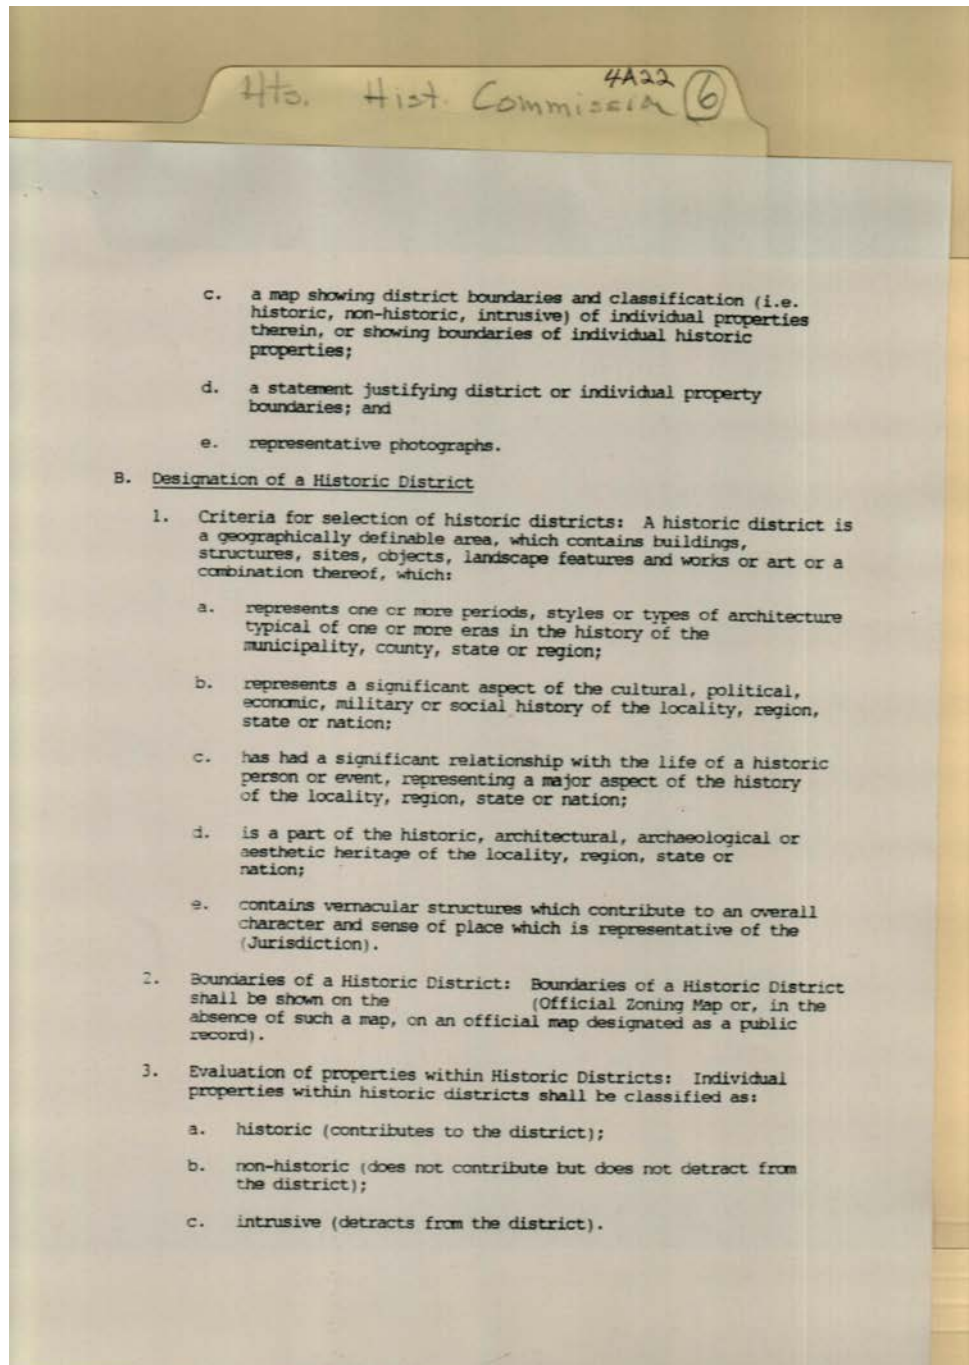 4A22
Hts. Hist. Commission 6
c. a map showing district boundaries and classification (i.e.
historic, non-historic, intrusive) of individual properties
therein, or showing boundaries of individual historic
properties;
d. a statement justifying district or individual property
boundaries; and
e. representative photographs.
B. Designation of a Historic District
1. Criteria for selection of historic districts: A historic district is
a geographically definable area, which contains buildings,
structures, sites, objects, landscape features and works or art or a
combination thereof, which:
a. represents one or more periods, styles or types of architecture
typical of one or more eras in the history of the
municipality, county, state or region;
b. represents a significant aspect of the cultural, political,
economic, military or social history of the locality, region,
state or nation;
c. has had a significant relationship with the life of a historic
person or event, representing a major aspect of the history
of the locality, region, state or nation;
d. is a part of the historic, architectural, archaeological or
aesthetic heritage of the locality, region, state or
nation;
e. contains vernacular structures which contribute to an overall
character and sense of place which is representative of the
(Jurisdiction).
2. Boundaries of a Historic District: Boundaries of a Historic District
shall be shown on the (Official Zoning Map or, in the
absence of such a map, on an official map designated as a public
record).
3. Evaluation of properties within Historic Districts: Individual
properties within historic districts shall be classified as:
a. historic (contributes to the district);
b. non-historic (does not contribute but does not detract from
the district);
c. intrusive (detracts from the district).